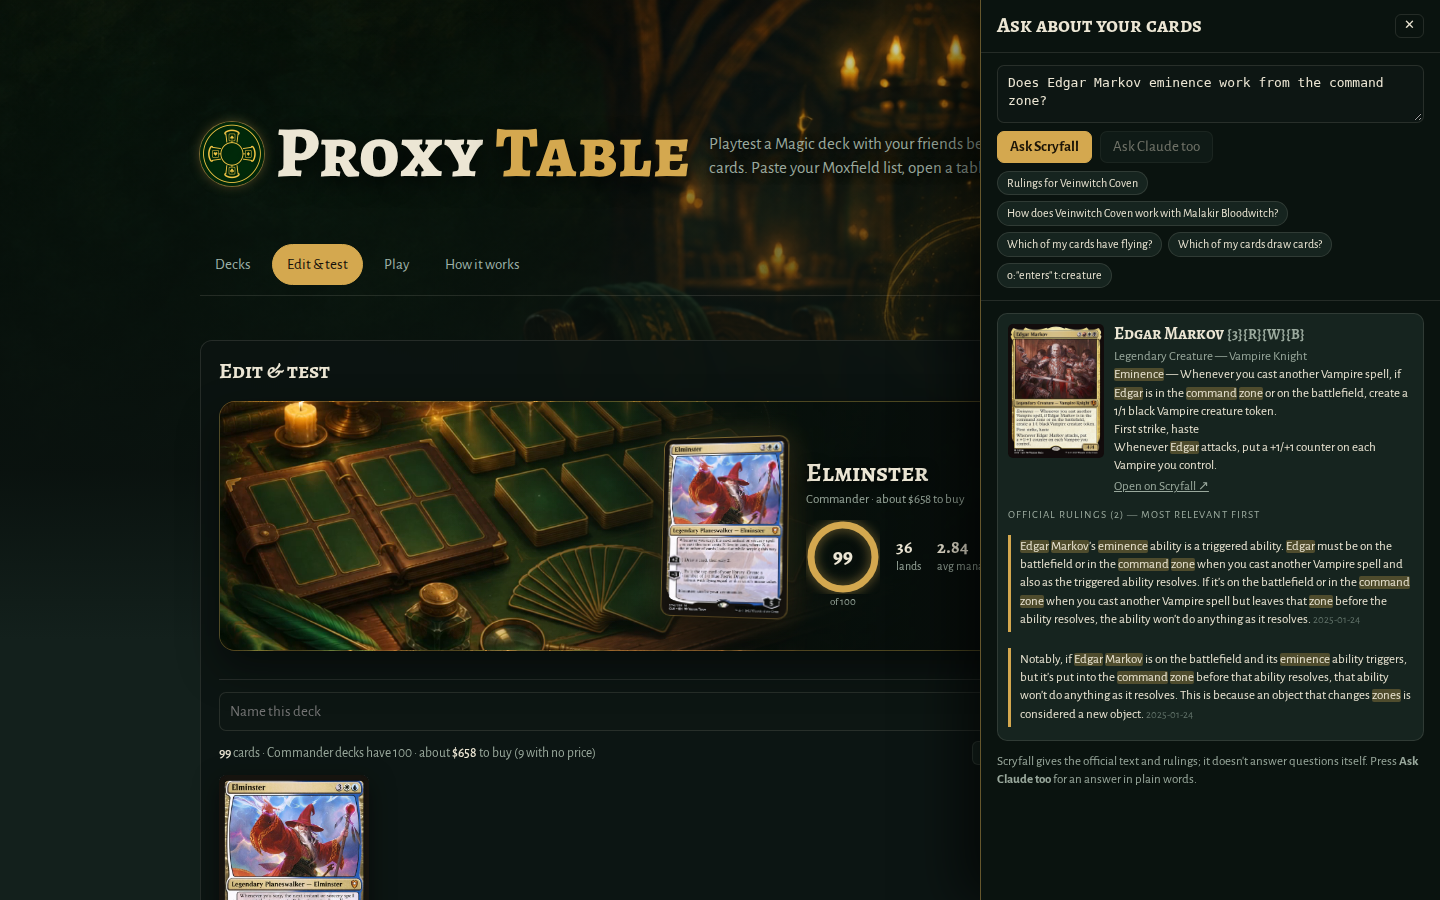 PROXY TABLE
Playtest a Magic deck with your friends be
cards. Paste your Moxfield list, open a tabl
Decks
Edit & test
Play
How it works
EDIT & TEST
Elminster
Legendary Planeswalker — Elminster
ELMINSTER
Commander · about $658 to buy
99
of 100
36
lands
2.84
avg mana
Name this deck
99 cards · Commander decks have 100 · about $658 to buy (9 with no price)
Elminster
Legendary Planeswalker — Elminster
ASK ABOUT YOUR CARDS
✕
Does Edgar Markov eminence work from the command
zone?
Ask Scryfall
Ask Claude too
Rulings for Veinwitch Coven
How does Veinwitch Coven work with Malakir Bloodwitch?
Which of my cards have flying?
Which of my cards draw cards?
o:"enters" t:creature
Edgar Markov
EDGAR MARKOV {3}{R}{W}{B}
Legendary Creature — Vampire Knight
Eminence — Whenever you cast another Vampire spell, if
Edgar is in the command zone or on the battlefield, create a
1/1 black Vampire creature token.
First strike, haste
Whenever Edgar attacks, put a +1/+1 counter on each
Vampire you control.
Open on Scryfall ↗
OFFICIAL RULINGS (2) — MOST RELEVANT FIRST
Edgar Markov's eminence ability is a triggered ability. Edgar must be on the
battlefield or in the command zone when you cast another Vampire spell and
also as the triggered ability resolves. If it's on the battlefield or in the command
zone when you cast another Vampire spell but leaves that zone before the
ability resolves, the ability won't do anything as it resolves. 2025-01-24
Notably, if Edgar Markov is on the battlefield and its eminence ability triggers,
but it's put into the command zone before that ability resolves, that ability
won't do anything as it resolves. This is because an object that changes zones is
considered a new object. 2025-01-24
Scryfall gives the official text and rulings; it doesn't answer questions itself. Press Ask
Claude too for an answer in plain words.